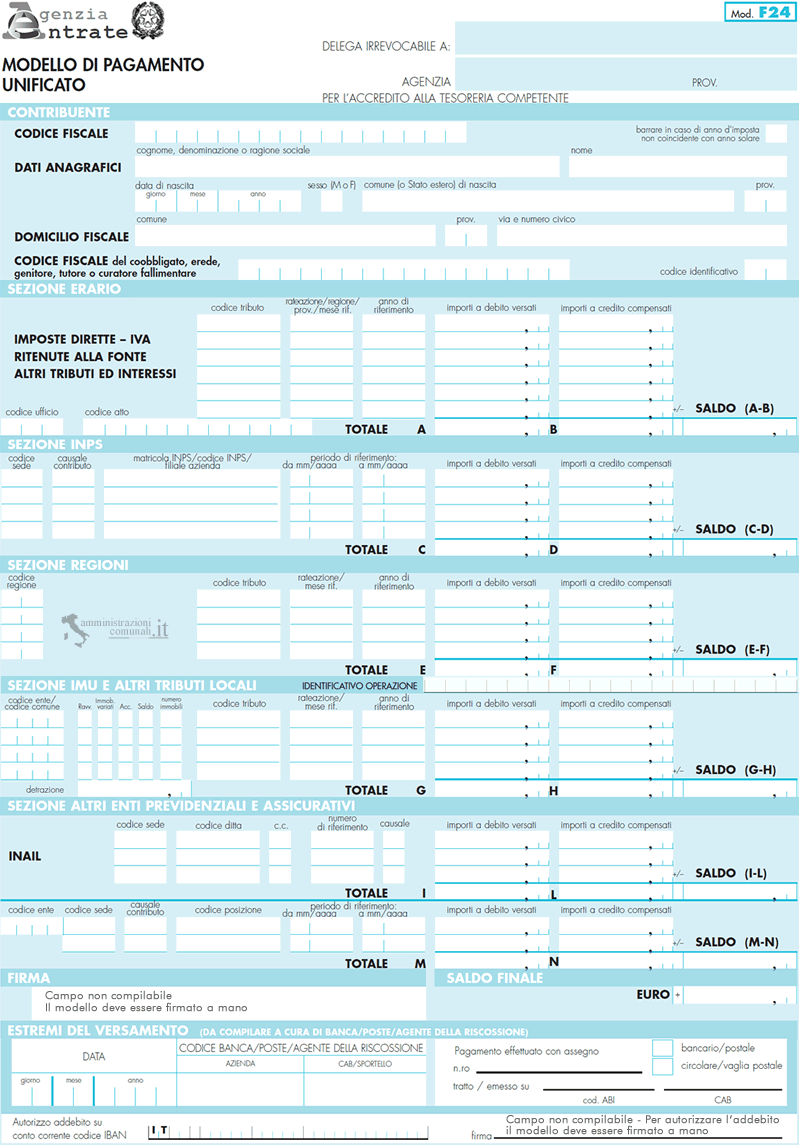 Agenzia
Entrate
Mod. F24
DELEGA IRREVOCABILE A:
MODELLO DI PAGAMENTO
UNIFICATO
AGENZIA
PROV.
PER L'ACCREDITO ALLA TESORERIA COMPETENTE
CONTRIBUENTE
CODICE FISCALE
barrare in caso di anno d'imposta
non coincidente con anno solare
cognome, denominazione o ragione sociale
nome
DATI ANAGRAFICI
data di nascita
sesso (M o F)
comune (o Stato estero) di nascita
prov.
giorno
mese
anno
comune
prov.
via e numero civico
DOMICILIO FISCALE
CODICE FISCALE del coobbligato, erede,
genitore, tutore o curatore fallimentare
codice identificativo
SEZIONE ERARIO
codice tributo
rateazione/regione/
prov./mese rif.
anno di
riferimento
importi a debito versati
importi a credito compensati
IMPOSTE DIRETTE – IVA
RITENUTE ALLA FONTE
ALTRI TRIBUTI ED INTERESSI
codice ufficio
codice atto
+/–
SALDO (A-B)
TOTALE A
B
SEZIONE INPS
codice
sede
causale
contributo
matricola INPS/codice INPS/
filiale azienda
periodo di riferimento:
da mm/aaaa
a mm/aaaa
importi a debito versati
importi a credito compensati
+/–
SALDO (C-D)
TOTALE C
D
SEZIONE REGIONI
codice
regione
codice tributo
rateazione/
mese rif.
anno di
riferimento
importi a debito versati
importi a credito compensati
amministrazioni
comunali.it
+/–
SALDO (E-F)
TOTALE E
F
SEZIONE IMU E ALTRI TRIBUTI LOCALI
IDENTIFICATIVO OPERAZIONE
codice ente/
codice comune
Ravv.
Immob.
variati
Acc.
Saldo
numero
immobili
codice tributo
rateazione/
mese rif.
anno di
riferimento
importi a debito versati
importi a credito compensati
+/–
SALDO (G-H)
detrazione
TOTALE G
H
SEZIONE ALTRI ENTI PREVIDENZIALI E ASSICURATIVI
codice sede
codice ditta
c.c.
numero
di riferimento
causale
importi a debito versati
importi a credito compensati
INAIL
+/–
SALDO (I-L)
TOTALE I
L
codice ente
codice sede
causale
contributo
codice posizione
periodo di riferimento:
da mm/aaaa
a mm/aaaa
importi a debito versati
importi a credito compensati
+/–
SALDO (M-N)
TOTALE M
N
FIRMA
SALDO FINALE
Campo non compilabile
Il modello deve essere firmato a mano
EURO +
ESTREMI DEL VERSAMENTO (DA COMPILARE A CURA DI BANCA/POSTE/AGENTE DELLA RISCOSSIONE)
DATA
CODICE BANCA/POSTE/AGENTE DELLA RISCOSSIONE
AZIENDA
CAB/SPORTELLO
giorno
mese
anno
Pagamento effettuato con assegno
bancario/postale
n.ro
circolare/vaglia postale
tratto / emesso su
cod. ABI
CAB
Autorizzo addebito su
conto corrente codice IBAN
I T
firma
Campo non compilabile - Per autorizzare l'addebito
il modello deve essere firmato a mano